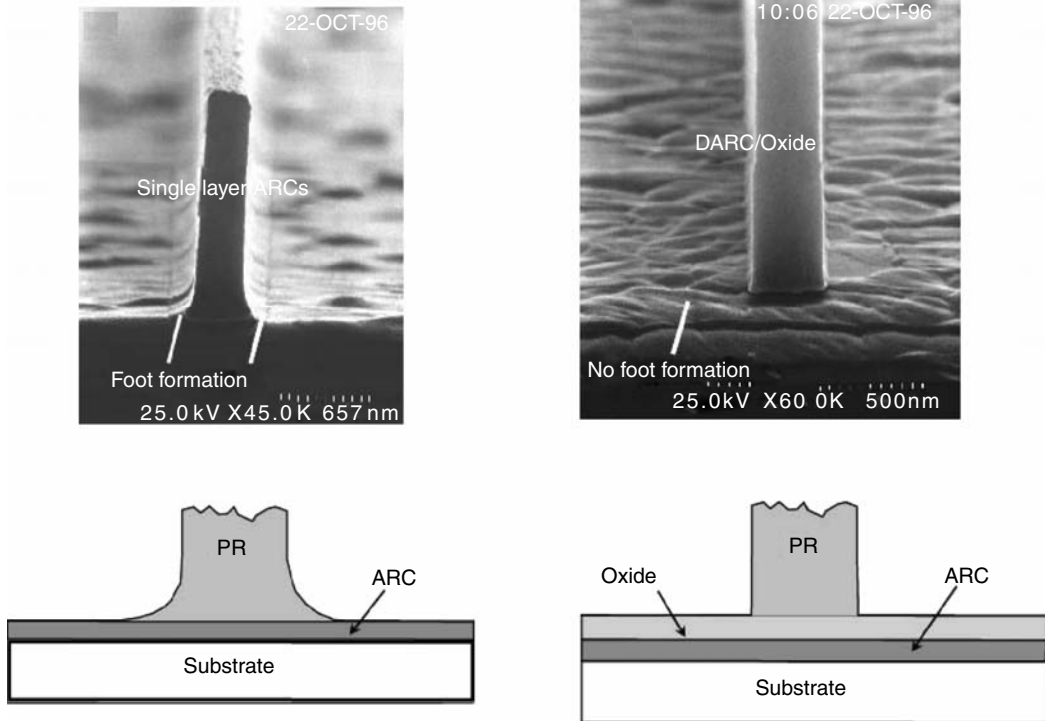 22-OCT-96
Single layer ARCs
Foot formation
25.0kV X45.0K 657nm
10:06 22-OCT-96
DARC/Oxide
No foot formation
25.0kV X60 0K 500nm
PR
ARC
Substrate
PR
Oxide
ARC
Substrate